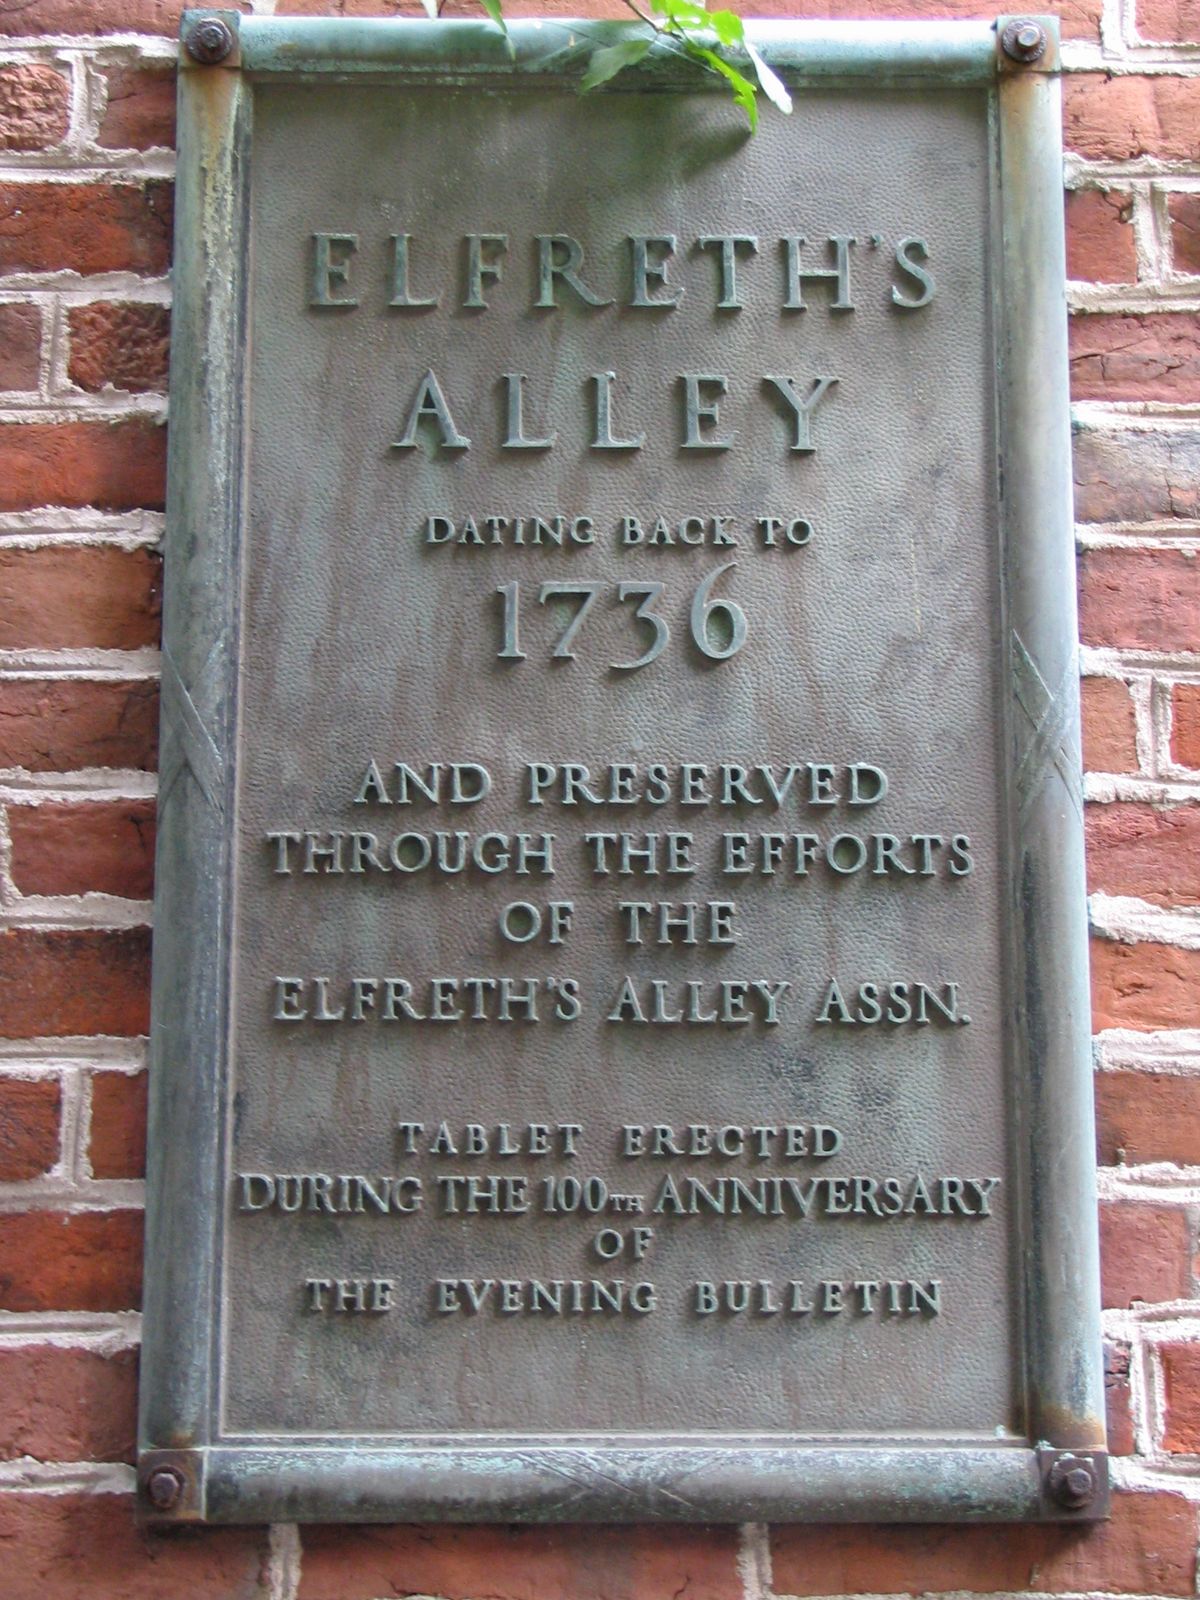 ELFRETH'S
ALLEY
DATING BACK TO
1736
AND PRESERVED
THROUGH THE EFFORTS
OF THE
ELFRETH'S ALLEY ASSN.
TABLET ERECTED
DURING THE 100TH ANNIVERSARY
OF
THE EVENING BULLETIN